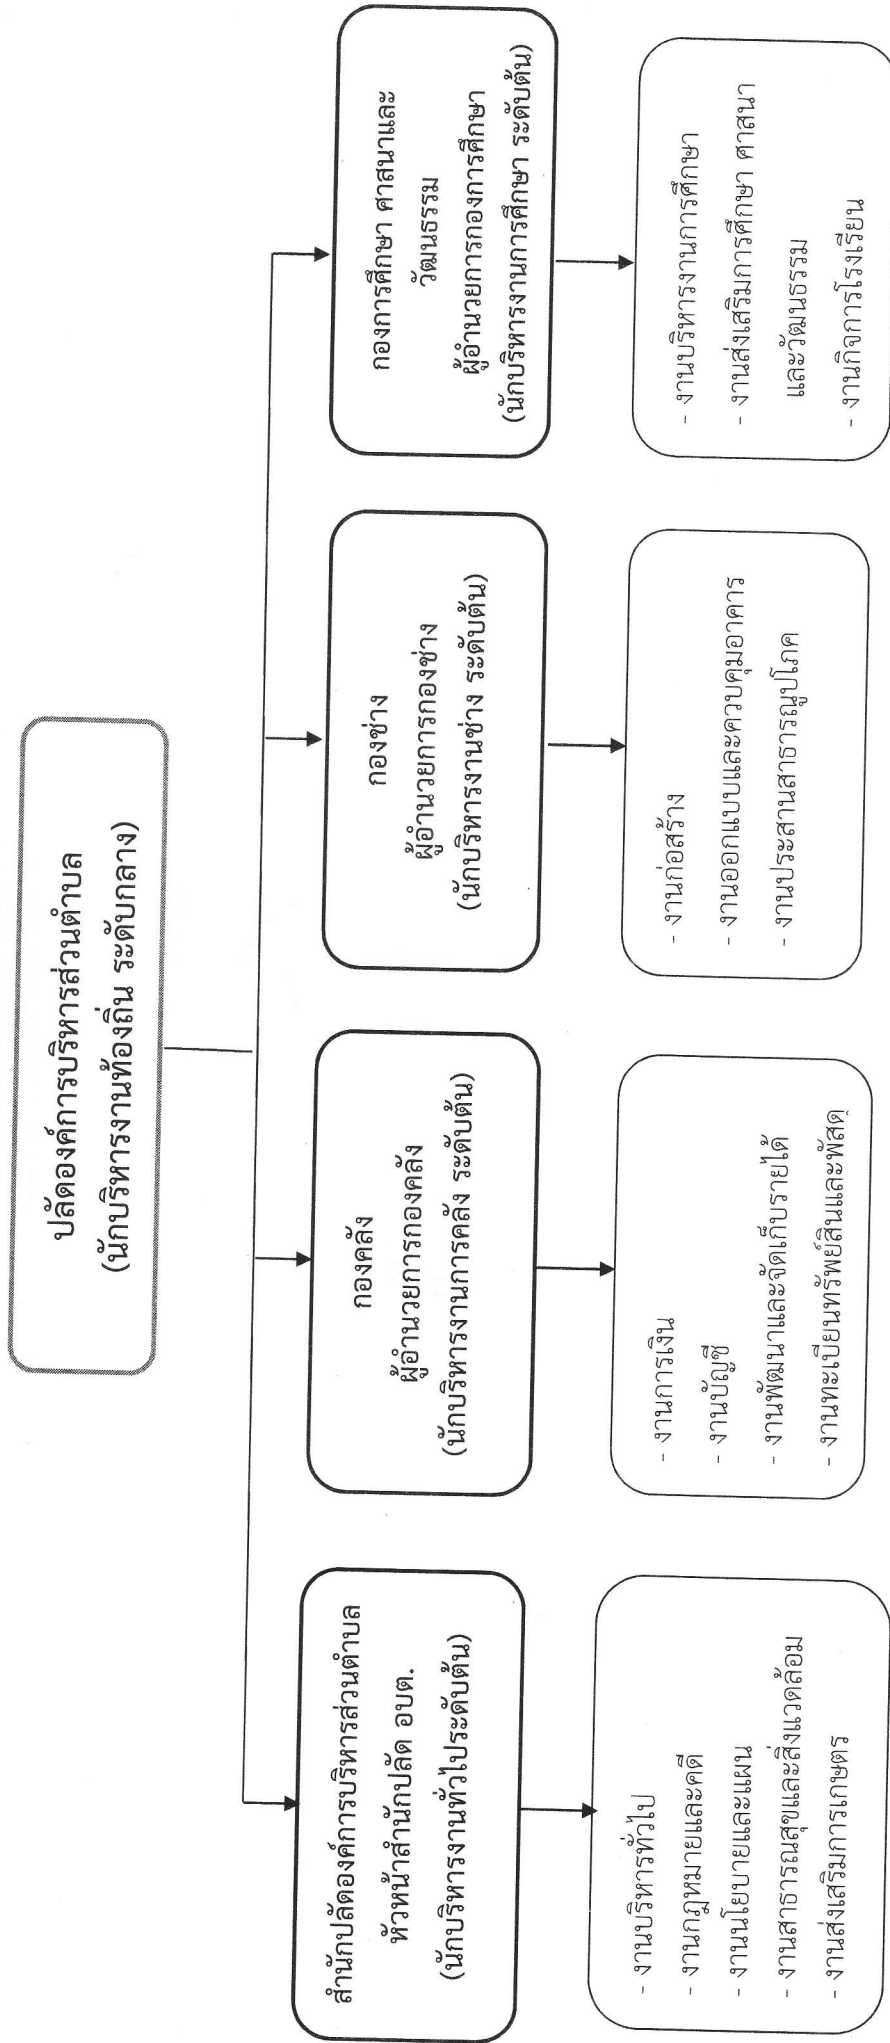 ปลัดองค์การบริหารส่วนตำบล
(นักบริหารงานท้องถิ่น ระดับกลาง)
สำนักปลัดองค์การบริหารส่วนตำบล
หัวหน้าสำนักปลัด อบต.
(นักบริหารงานทั่วไประดับต้น)
กองคลัง
ผู้อำนวยการกองคลัง
(นักบริหารงานการคลัง ระดับต้น)
กองช่าง
ผู้อำนวยการกองช่าง
(นักบริหารงานช่าง ระดับต้น)
กองการศึกษา ศาสนาและ
วัฒนธรรม
ผู้อำนวยการกองการศึกษา
(นักบริหารงานการศึกษา ระดับต้น)
- งานบริหารทั่วไป
- งานกฎหมายและคดี
- งานนโยบายและแผน
- งานสาธารณสุขและสิ่งแวดล้อม
- งานส่งเสริมการเกษตร
- งานการเงิน
- งานบัญชี
- งานพัฒนาและจัดเก็บรายได้
- งานทะเบียนทรัพย์สินและพัสดุ
- งานก่อสร้าง
- งานออกแบบและควบคุมอาคาร
- งานประสานสาธารณูปโภค
- งานบริหารงานการศึกษา
- งานส่งเสริมการศึกษา ศาสนา
และวัฒนธรรม
- งานกิจการโรงเรียน